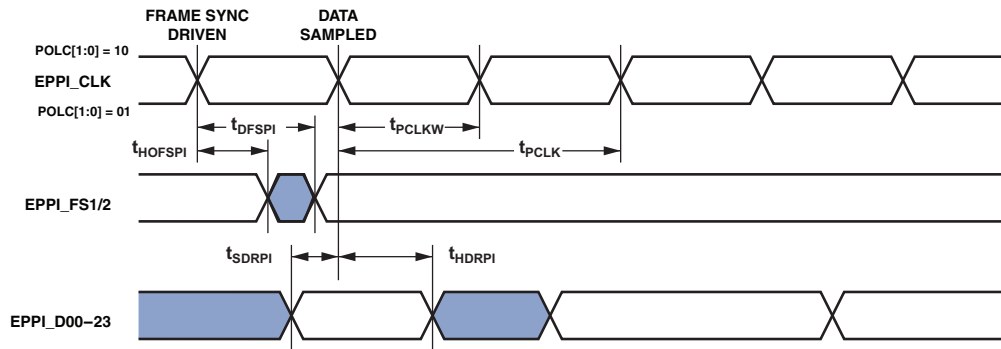 FRAME SYNC
DRIVEN
DATA
SAMPLED
POLC[1:0] = 10
EPPI_CLK
POLC[1:0] = 01
tDFSPI
tPCLKW
tHOFSPI
tPCLK
EPPI_FS1/2
tSDRPI
tHDRPI
EPPI_D00–23